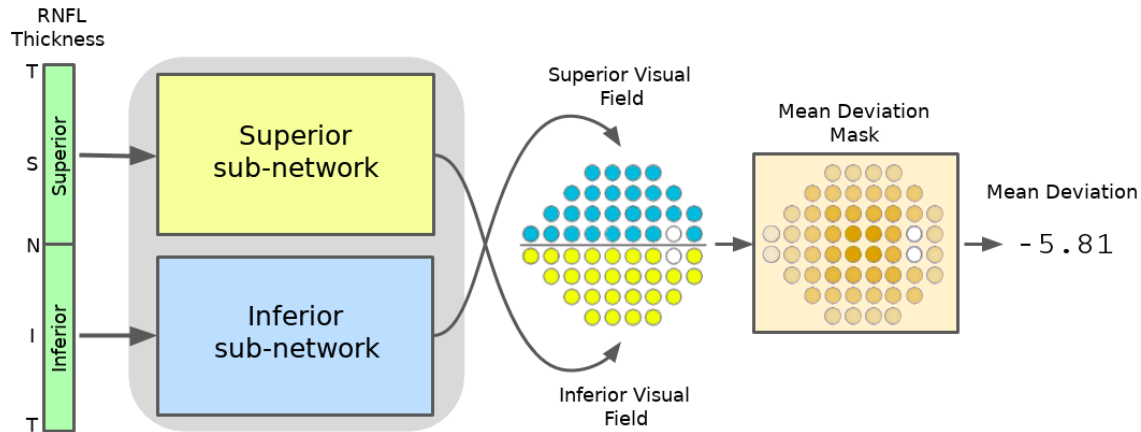 RNFL
Thickness
T
S
N
I
T
Superior
Inferior
Superior
sub-network
Inferior
sub-network
Superior Visual
Field
Inferior Visual
Field
Mean Deviation
Mask
Mean Deviation
-5.81